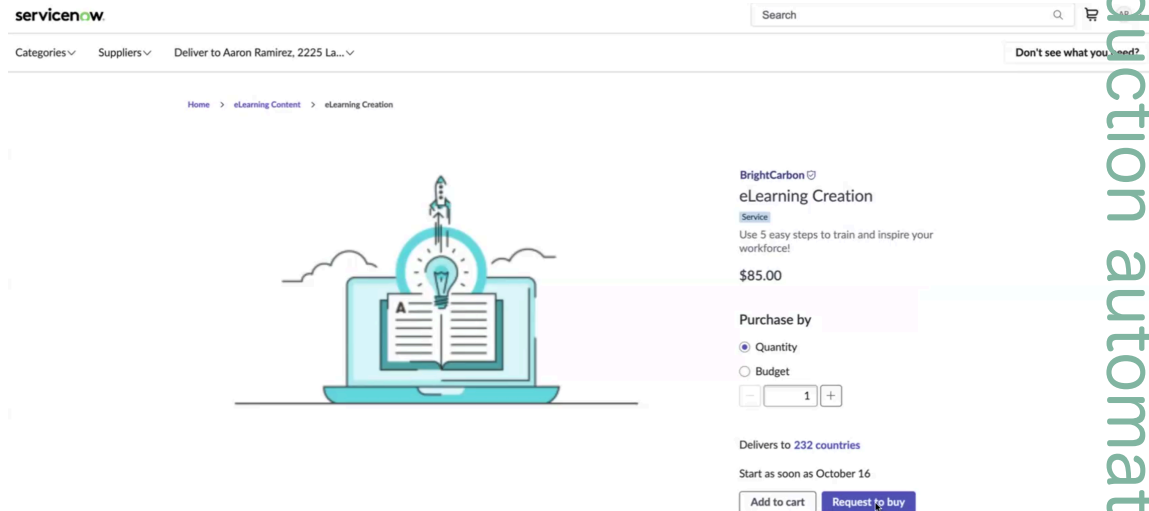 servicenow.
Search
AR
Categories
Suppliers
Deliver to Aaron Ramirez, 2225 La...
Don't see what you need?
Home > eLearning Content > eLearning Creation
A
BrightCarbon
eLearning Creation
Service
Use 5 easy steps to train and inspire your
workforce!
$85.00
Purchase by
Quantity
Budget
1
Delivers to 232 countries
Start as soon as October 16
Add to cart
Request to buy
duction automat